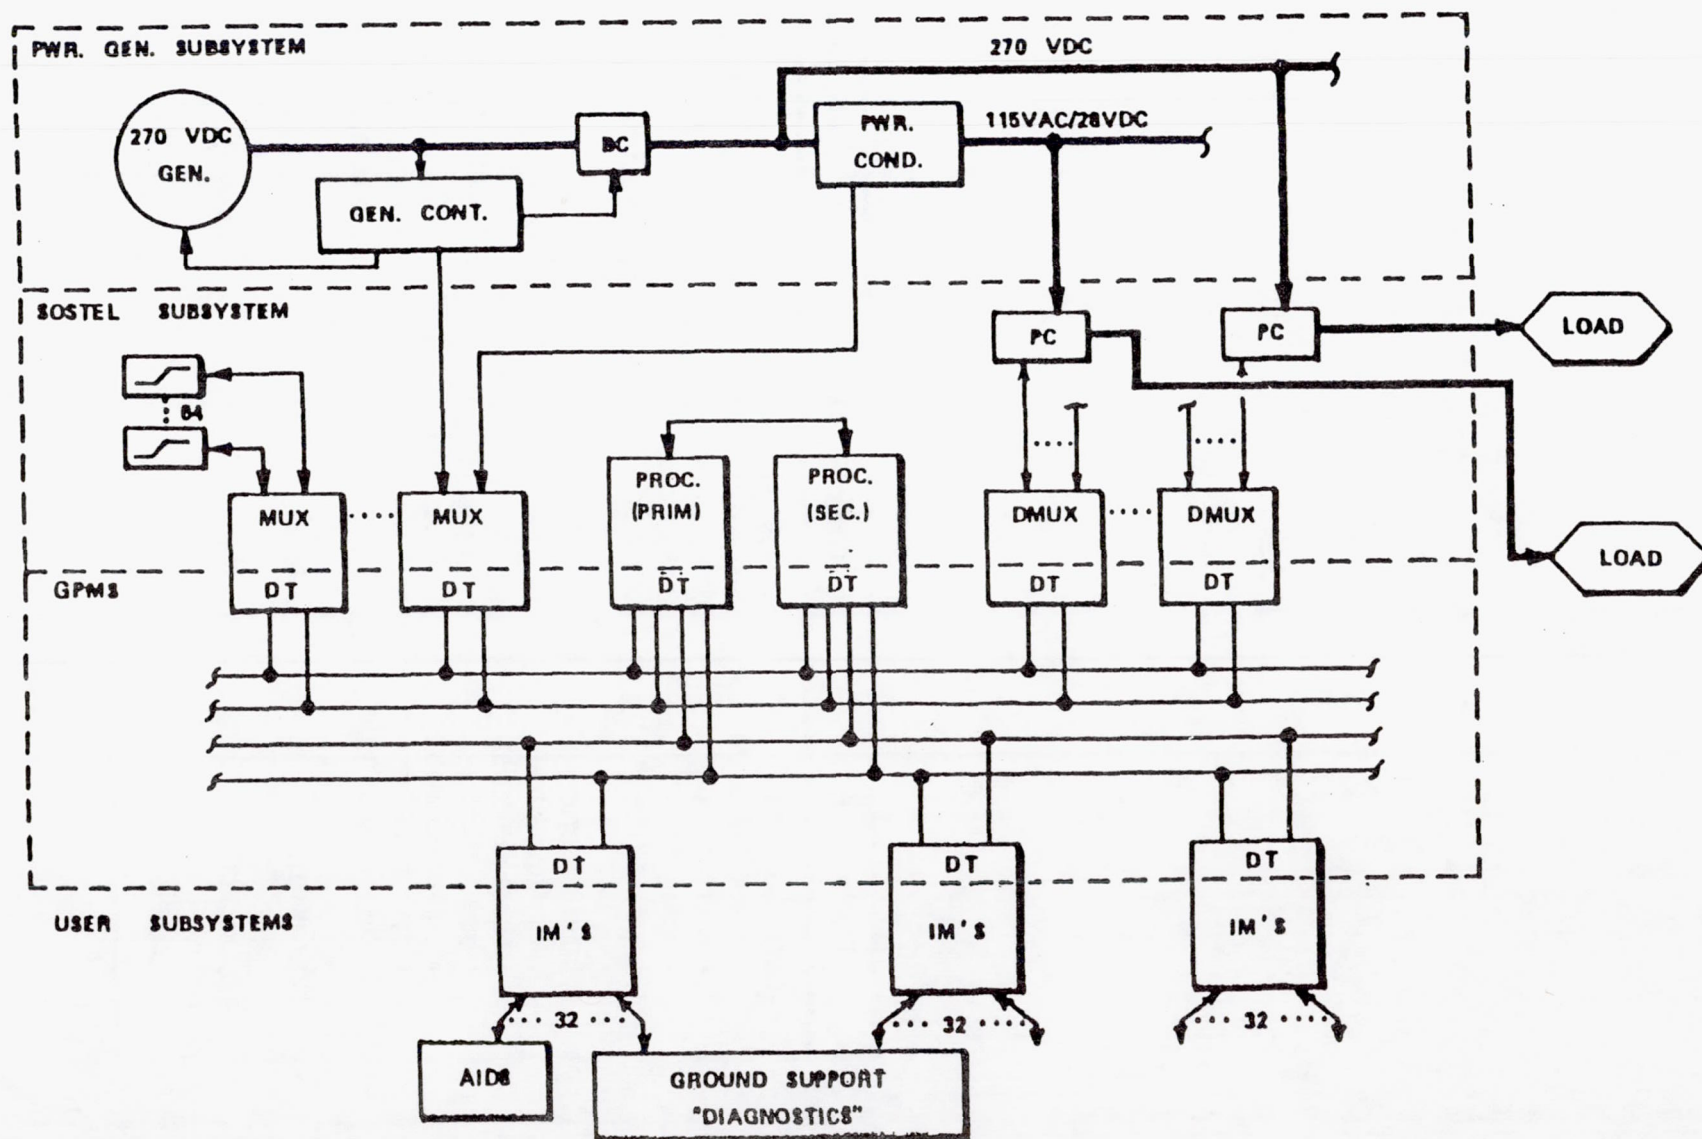 PWR. GEN. SUBSYSTEM
270 VDC
270 VDC
GEN.
BC
PWR.
COND.
115VAC/28VDC
GEN. CONT.
SOSTEL SUBSYSTEM
PC
PC
LOAD
64
PROC.
(PRIM)
PROC.
(SEC.)
MUX
MUX
DMUX
DMUX
LOAD
GPMS
DT
DT
DT
DT
DT
DT
DT
DT
DT
USER SUBSYSTEMS
IM'S
IM'S
IM'S
32
32
32
AIDS
GROUND SUPPORT
"DIAGNOSTICS"